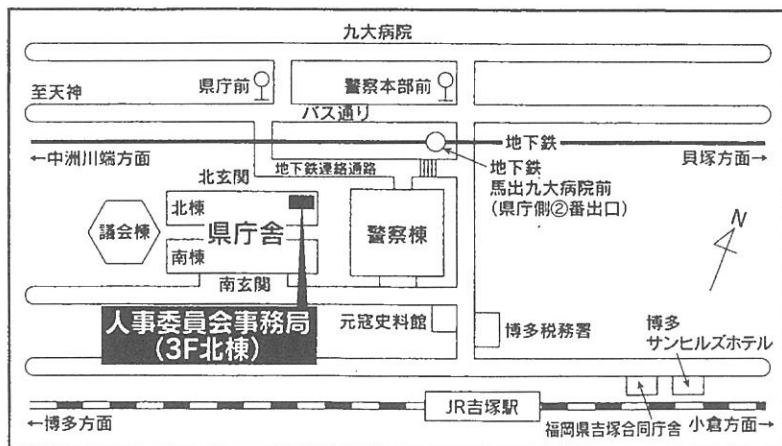 九大病院
県庁前
警察本部前
至天神
バス通り
地下鉄
←中洲川端方面
貝塚方面→
地下鉄連絡通路
地下鉄
馬出九大病院前
(県庁側②番出口)
北玄関
北棟
議会棟
県庁舎
警察棟
南棟
南玄関
N
人事委員会事務局
(3F北棟)
元寇史料館
博多税務署
博多
サンヒルズホテル
JR吉塚駅
←博多方面
福岡県吉塚合同庁舎
小倉方面→